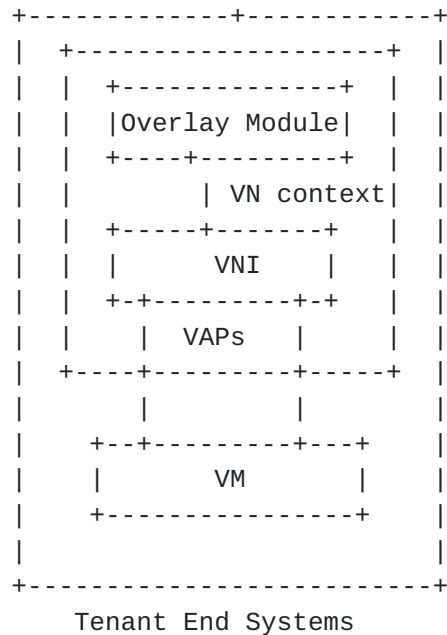 Overlay Module
VN context
VNI
VAPs
VM
Tenant End Systems